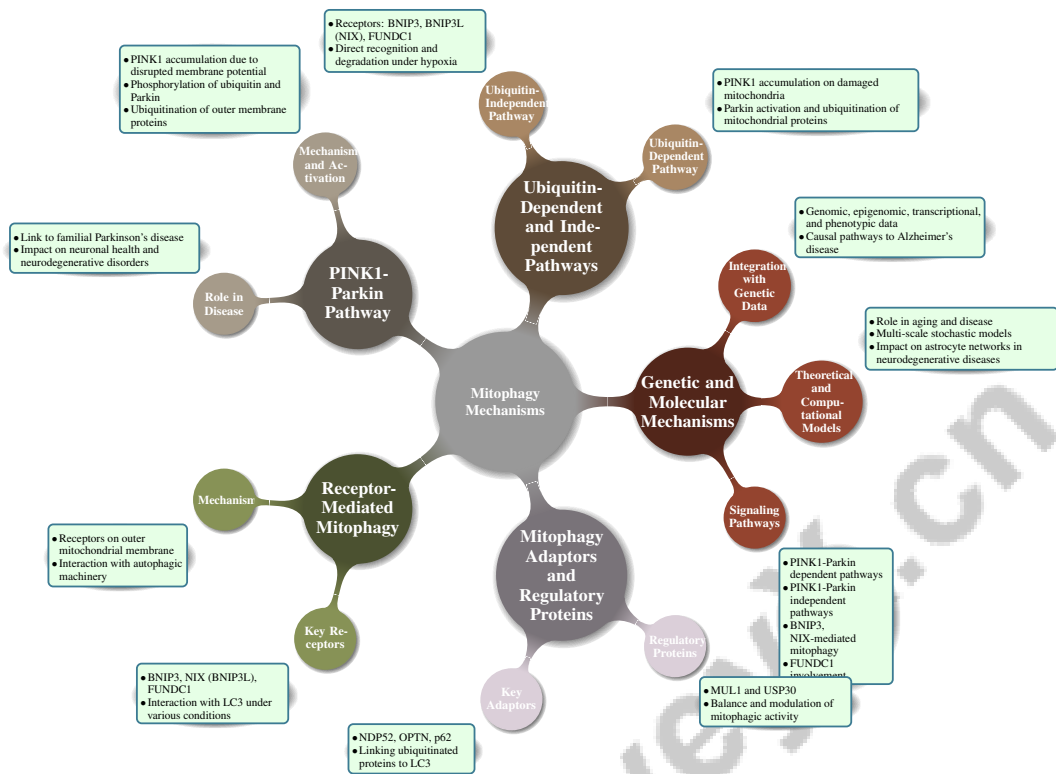 Mitophagy
Mechanisms
Ubiquitin-
Dependent
and Inde-
pendent
Pathways
Ubiquitin-
Independent
Pathway
● Receptors: BNIP3, BNIP3L
(NIX), FUNDC1
● Direct recognition and
degradation under hypoxia
Ubiquitin-
Dependent
Pathway
● PINK1 accumulation on damaged
mitochondria
● Parkin activation and ubiquitination of
mitochondrial proteins
PINK1-
Parkin
Pathway
Mechanism
and Ac-
tivation
● PINK1 accumulation due to
disrupted membrane potential
● Phosphorylation of ubiquitin and
Parkin
● Ubiquitination of outer membrane
proteins
Role in
Disease
● Link to familial Parkinson's disease
● Impact on neuronal health and
neurodegenerative disorders
Genetic and
Molecular
Mechanisms
Integration
with
Genetic
Data
● Genomic, epigenomic, transcriptional,
and phenotypic data
● Causal pathways to Alzheimer's
disease
Theoretical
and
Compu-
tational
Models
● Role in aging and disease
● Multi-scale stochastic models
● Impact on astrocyte networks in
neurodegenerative diseases
Signaling
Pathways
● PINK1-Parkin
dependent pathways
● PINK1-Parkin
independent
pathways
● BNIP3,
NIX-mediated
mitophagy
● FUNDC1
involvement
Receptor-
Mediated
Mitophagy
Mechanism
● Receptors on outer
mitochondrial membrane
● Interaction with autophagic
machinery
Key Re-
ceptors
● BNIP3, NIX (BNIP3L),
FUNDC1
● Interaction with LC3 under
various conditions
Mitophagy
Adaptors
and
Regulatory
Proteins
Key
Adaptors
● NDP52, OPTN, p62
● Linking ubiquitinated
proteins to LC3
Regulatory
Proteins
● MUL1 and USP30
● Balance and modulation of
mitophagic activity